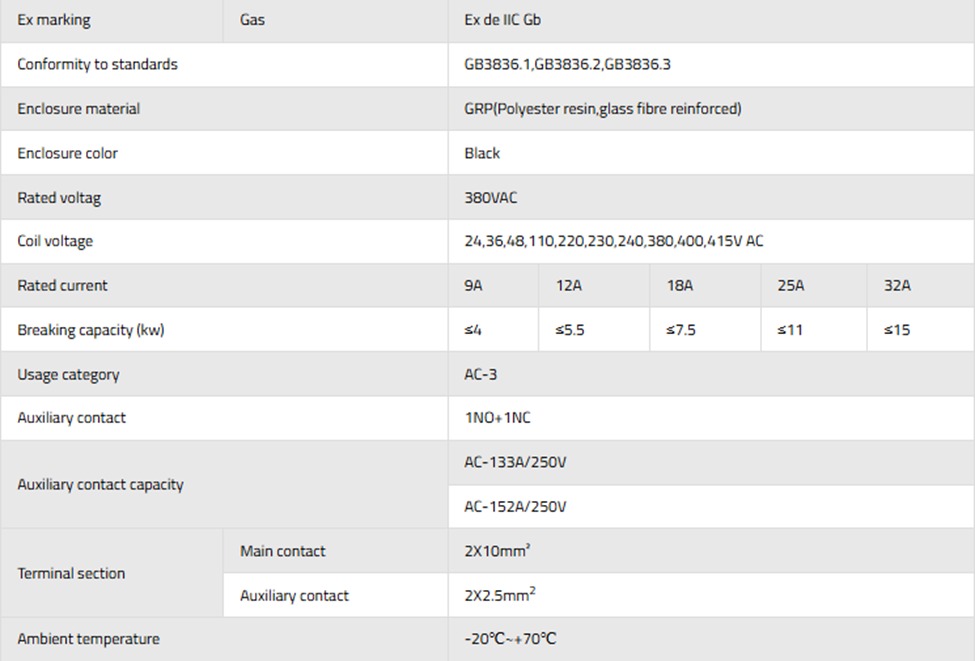 Ex marking Gas Ex de IIC Gb
Conformity to standards GB3836.1,GB3836.2,GB3836.3
Enclosure material GRP(Polyester resin,glass fibre reinforced)
Enclosure color Black
Rated voltag 380VAC
Coil voltage 24,36,48,110,220,230,240,380,400,415V AC
Rated current 9A 12A 18A 25A 32A
Breaking capacity (kw) ≤4 ≤5.5 ≤7.5 ≤11 ≤15
Usage category AC-3
Auxiliary contact 1NO+1NC
Auxiliary contact capacity AC-133A/250V
AC-152A/250V
Terminal section Main contact 2X10mm²
Auxiliary contact 2X2.5mm²
Ambient temperature -20℃~+70℃